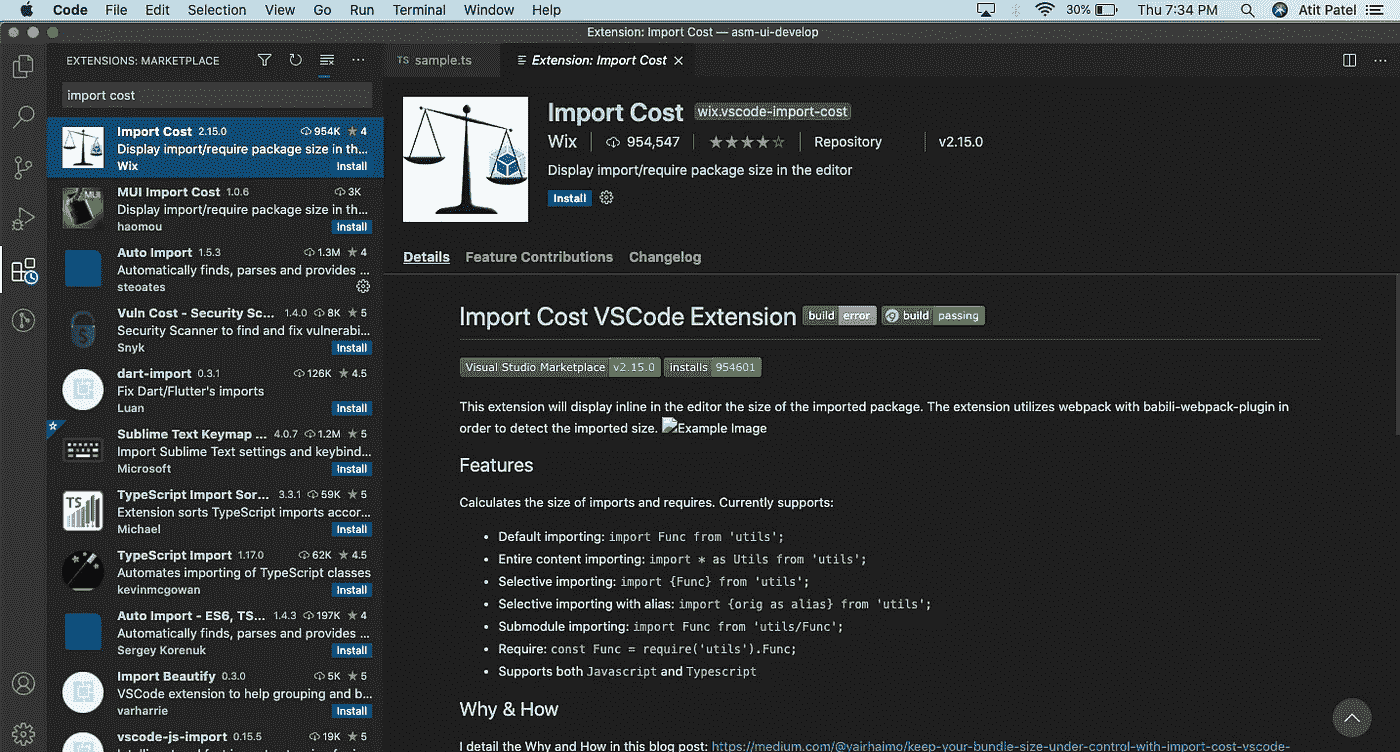 Code File Edit Selection View Go Run Terminal Window Help 30% Thu 7:34 PM Atit Patel
Extension: Import Cost — asm-ui-develop
EXTENSIONS: MARKETPLACE
import cost
Import Cost 2.15.0 954K ★ 4
Display import/require package size in th...
Wix Install
MUI Import Cost 1.0.6 3K
Display import/require package size in th...
haomou Install
Auto Import 1.5.3 1.3M ★ 4
Automatically finds, parses and provides ...
steoates
Vuln Cost - Security Sc... 1.4.0 8K ★ 5
Security Scanner to find and fix vulnerabi...
Snyk Install
dart-import 0.3.1 126K ★ 4.5
Fix Dart/Flutter's imports
Luan Install
Sublime Text Keymap ... 4.0.7 1.2M ★ 5
Import Sublime Text settings and keybind...
Microsoft Install
TypeScript Import Sor... 3.3.1 59K ★ 5
Extension sorts TypeScript imports accor...
Michael Install
TypeScript Import 1.17.0 62K ★ 4.5
Automates importing of TypeScript classes
kevinmcgowan Install
Auto Import - ES6, TS... 1.4.3 197K ★ 4
Automatically finds, parses and provides ...
Sergey Korenuk Install
Import Beautify 0.3.0 5K ★ 5
VSCode extension to help grouping and b...
varharrie Install
vscode-js-import 0.15.5 19K ★ 5
TS sample.ts
Extension: Import Cost ×
Import Cost wix.vscode-import-cost
Wix 954,547 ★★★★☆ Repository v2.15.0
Display import/require package size in the editor
Install
Details Feature Contributions Changelog
Import Cost VSCode Extension build error build passing
Visual Studio Marketplace v2.15.0 installs 954601
This extension will display inline in the editor the size of the imported package. The extension utilizes webpack with babili-webpack-plugin in
order to detect the imported size. Example Image
Features
Calculates the size of imports and requires. Currently supports:
• Default importing: import Func from 'utils';
• Entire content importing: import * as Utils from 'utils';
• Selective importing: import {Func} from 'utils';
• Selective importing with alias: import {orig as alias} from 'utils';
• Submodule importing: import Func from 'utils/Func';
• Require: const Func = require('utils').Func;
• Supports both Javascript and Typescript
Why & How
I detail the Why and How in this blog post: https://medium.com/@yairhaimo/keep-your-bundle-size-under-control-with-import-cost-vscode-